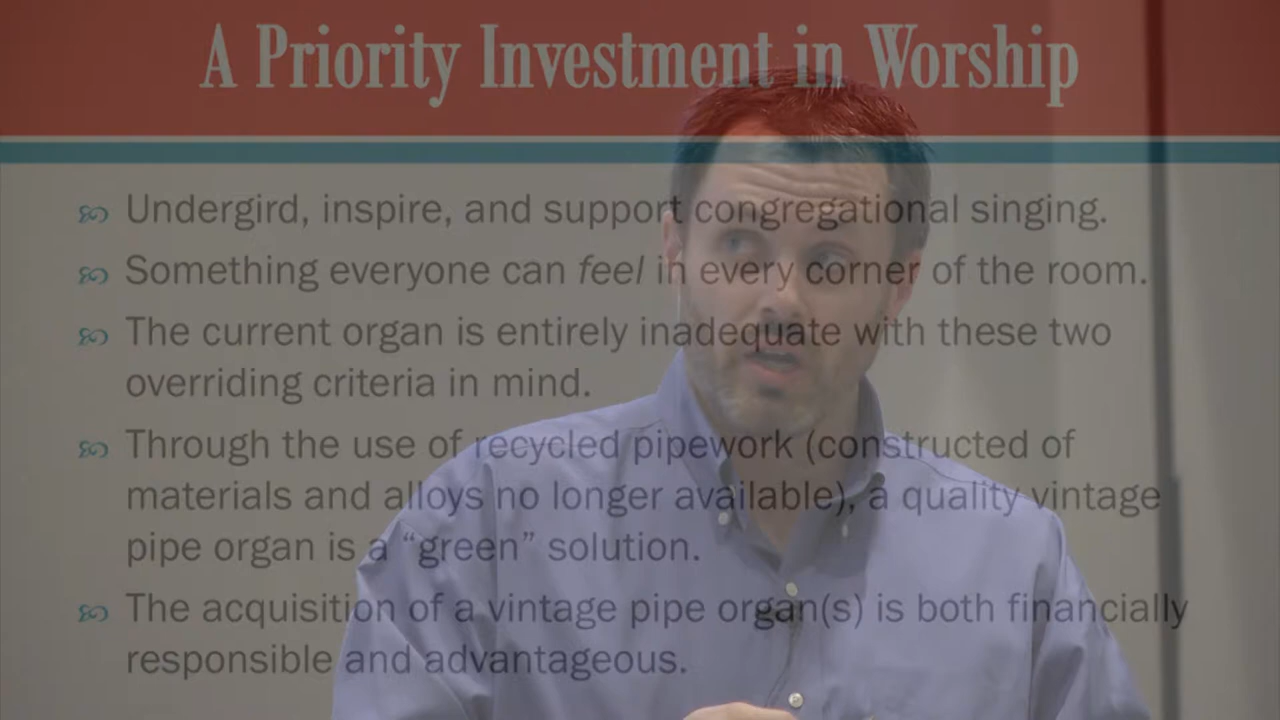 A Priority Investment in Worship
Undergird, inspire, and support congregational singing.
Something everyone can feel in every corner of the room.
The current organ is entirely inadequate with these two
overriding criteria in mind.
Through the use of recycled pipework (constructed of
materials and alloys no longer available), a quality vintage
pipe organ is a “green” solution.
The acquisition of a vintage pipe organ(s) is both financially
responsible and advantageous.